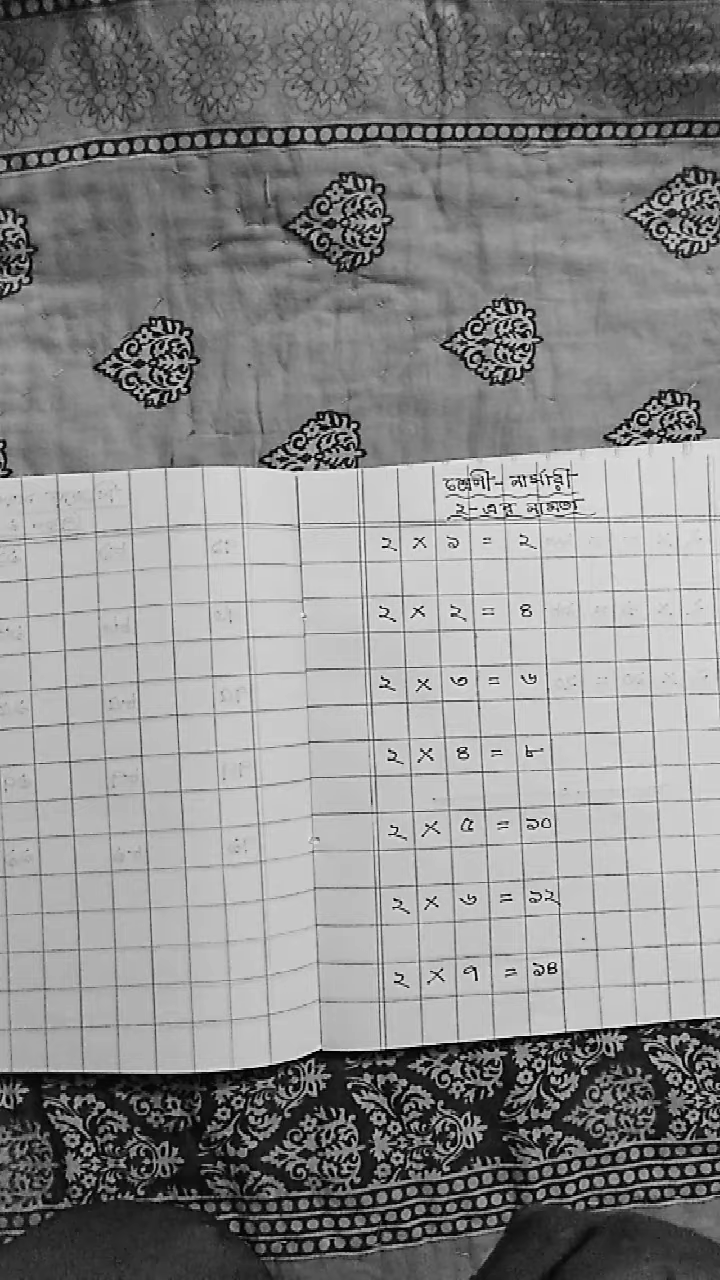 শ্রেণী - নার্সারী
২ - এর নামতা
২ × ১ = ২
২ × ২ = ৪
২ × ৩ = ৬
২ × ৪ = ৮
২ × ৫ = ১০
২ × ৬ = ১২
২ × ৭ = ১৪